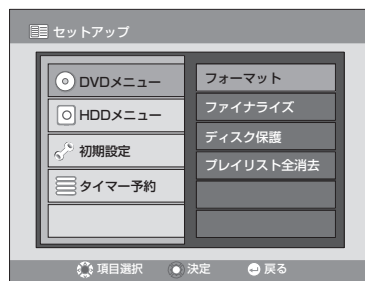 セットアップ
DVDメニュー
HDDメニュー
初期設定
タイマー予約
フォーマット
ファイナライズ
ディスク保護
プレイリスト全消去
項目選択 決定 戻る